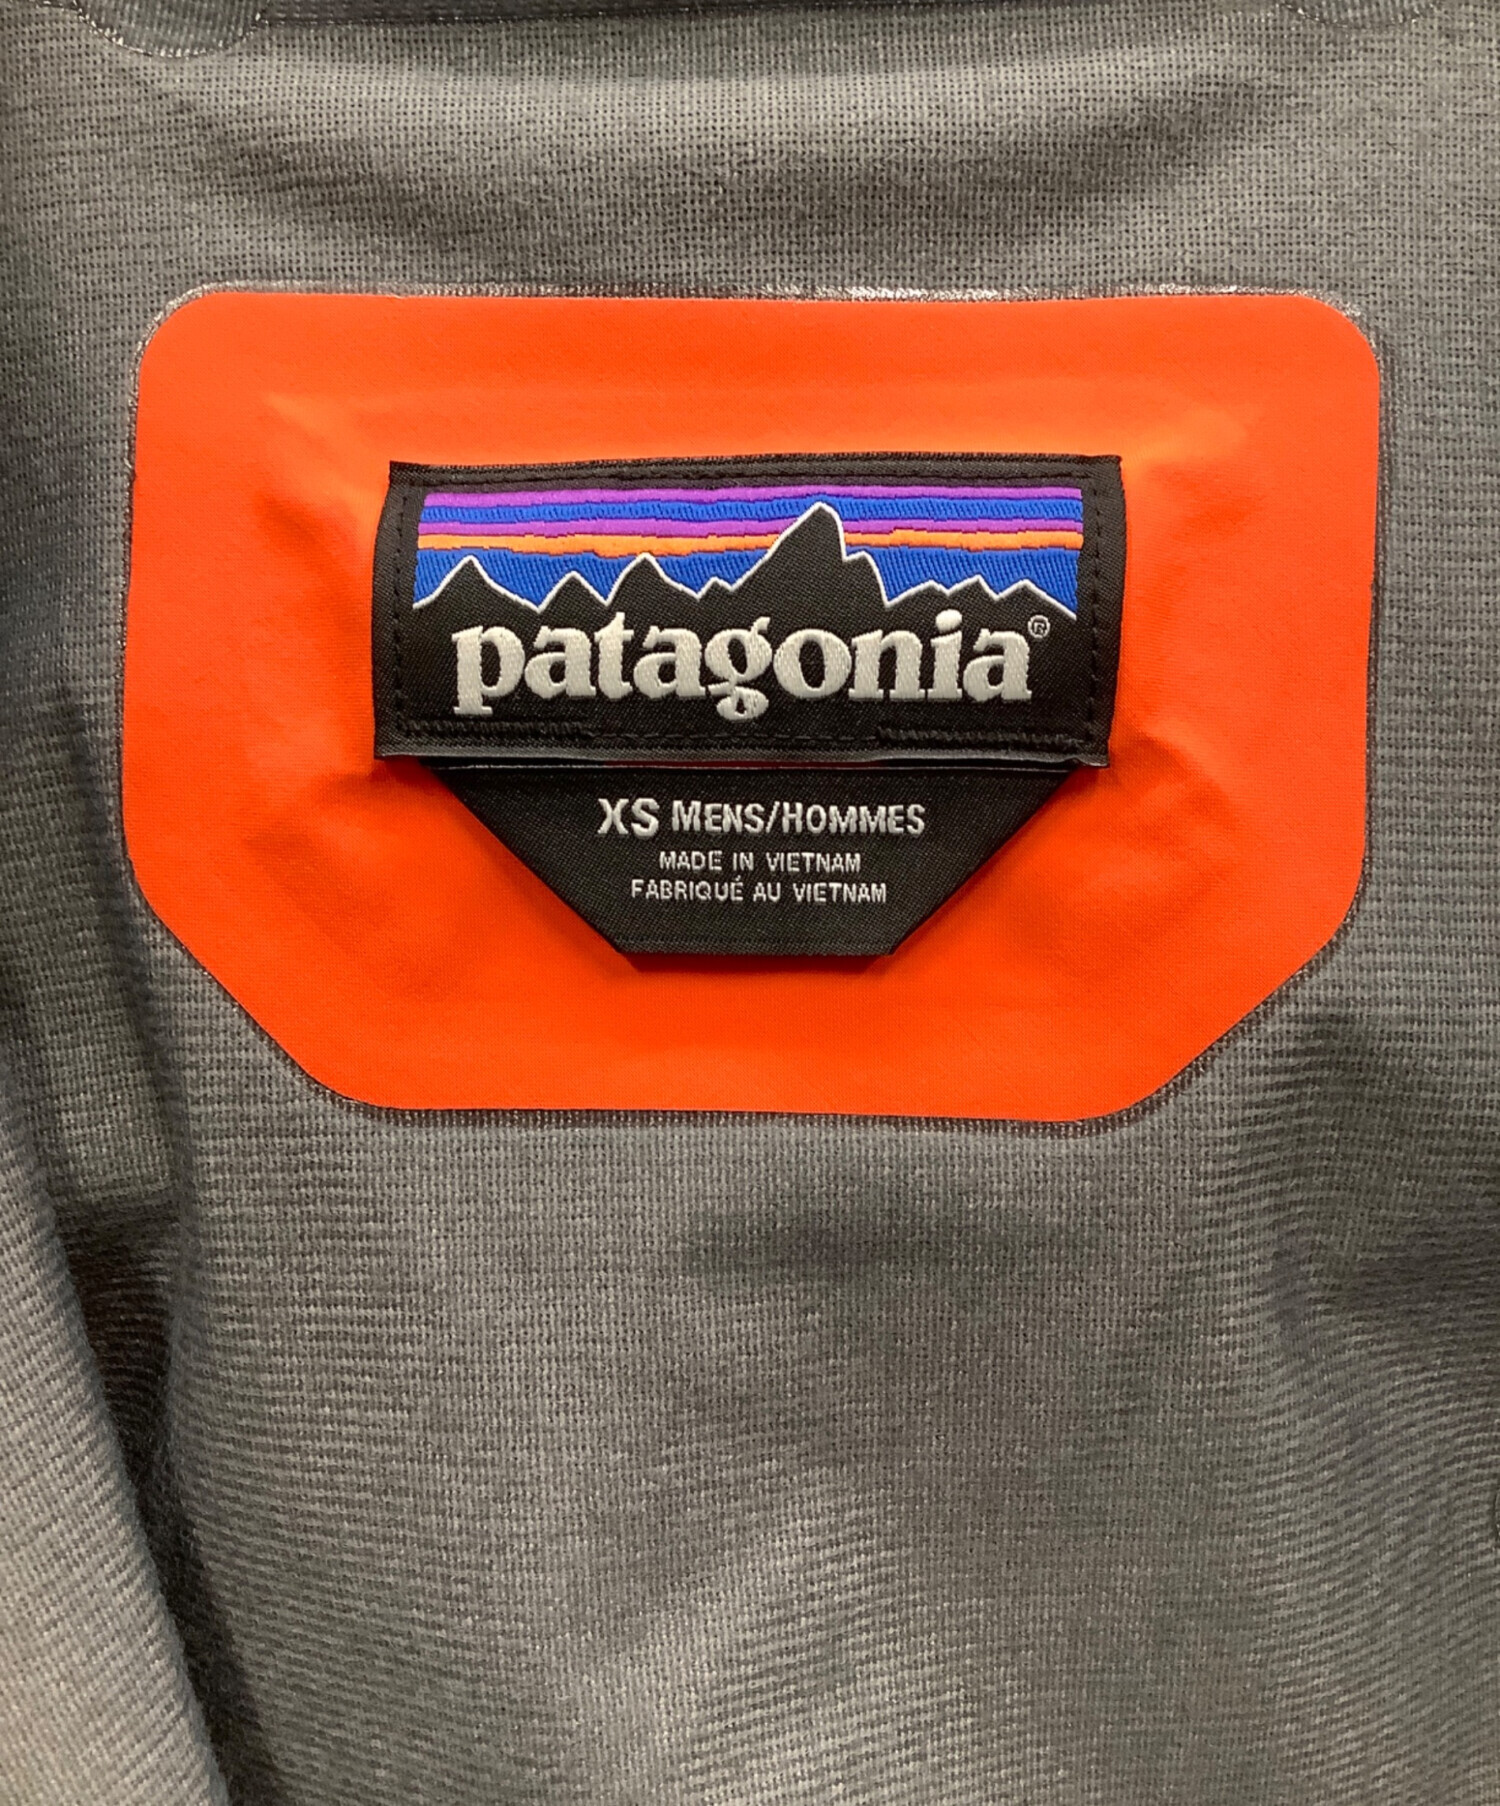 patagonia®
XS MENS/HOMMES
MADE IN VIETNAM
FABRIQUÉ AU VIETNAM